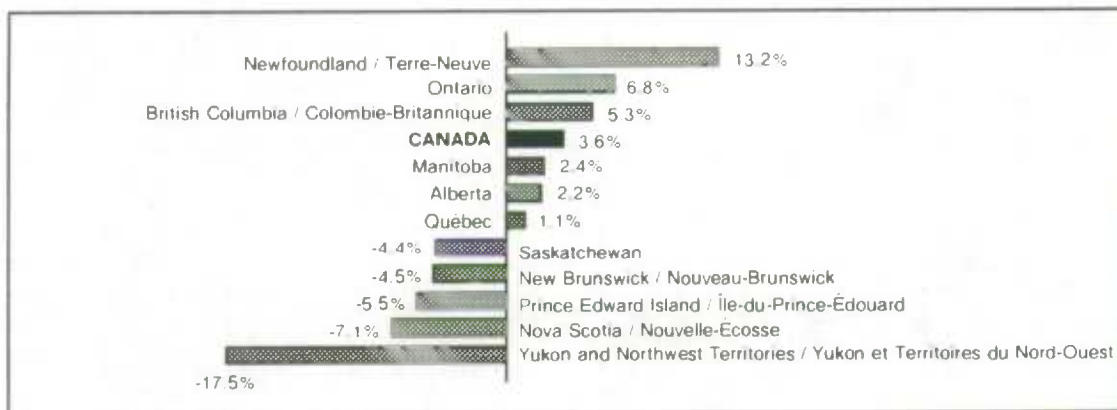 Newfoundland / Terre-Neuve 13.2%
Ontario 6.8%
British Columbia / Colombie-Britannique 5.3%
CANADA 3.6%
Manitoba 2.4%
Alberta 2.2%
Québec 1.1%
-4.4% Saskatchewan
-4.5% New Brunswick / Nouveau-Brunswick
-5.5% Prince Edward Island / Île-du-Prince-Édouard
-7.1% Nova Scotia / Nouvelle-Écosse
-17.5% Yukon and Northwest Territories / Yukon et Territoires du Nord-Ouest